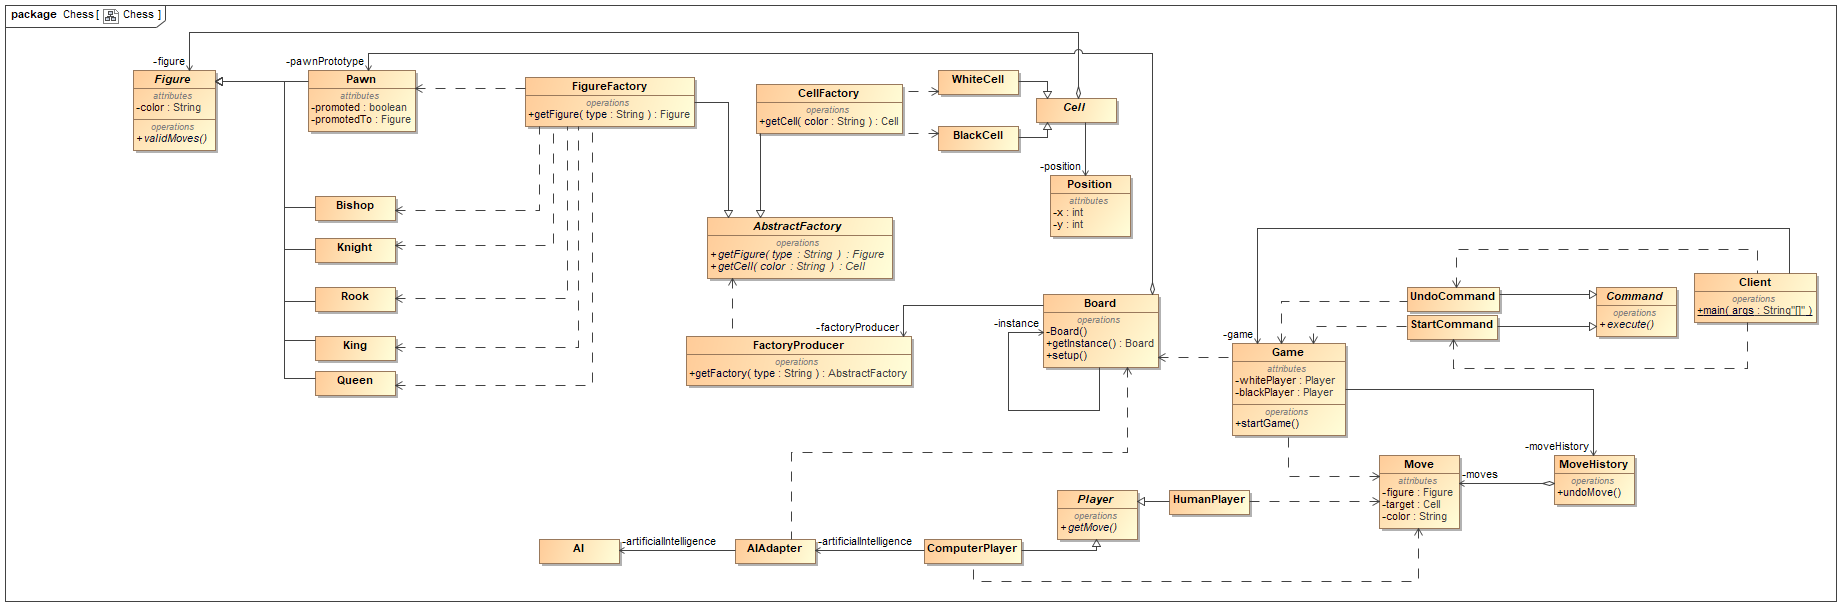 package Chess [ Chess ]
-figure
Figure
attributes
-color : String
operations
+validMoves()
-pawnPrototype
Pawn
attributes
-promoted : boolean
-promotedTo : Figure
FigureFactory
operations
+getFigure( type : String ) : Figure
CellFactory
operations
+getCell( color : String ) : Cell
WhiteCell
BlackCell
Cell
-position
Position
attributes
-x : int
-y : int
Bishop
Knight
Rook
King
Queen
AbstractFactory
operations
+getFigure( type : String ) : Figure
+getCell( color : String ) : Cell
-factoryProducer
FactoryProducer
operations
+getFactory( type : String ) : AbstractFactory
-instance
Board
operations
-Board()
+getInstance() : Board
+setup()
-game
Game
attributes
-whitePlayer : Player
-blackPlayer : Player
operations
+startGame()
UndoCommand
StartCommand
Command
operations
+execute()
Client
operations
+main( args : String"[]" )
-moveHistory
MoveHistory
operations
+undoMove()
-moves
Move
attributes
-figure : Figure
-target : Cell
-color : String
Player
operations
+getMove()
HumanPlayer
ComputerPlayer
-artificialIntelligence
AIAdapter
-artificialIntelligence
AI